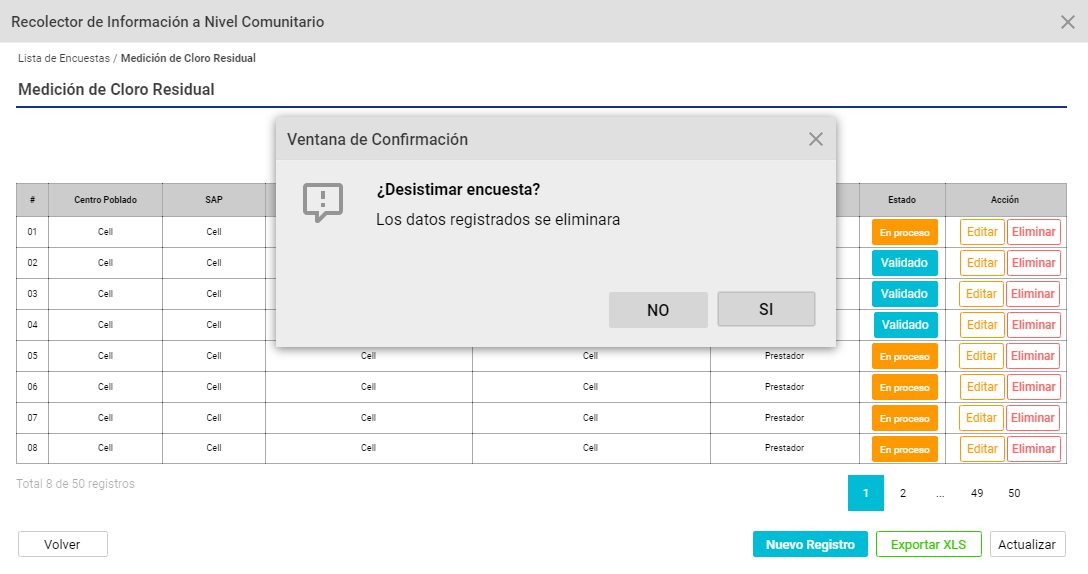 Recolector de Información a Nivel Comunitario
Lista de Encuestas / Medición de Cloro Residual
Medición de Cloro Residual
Ventana de Confirmación
¿Desistimar encuesta?
Los datos registrados se eliminara
NO SI
# Centro Poblado SAP Estado Acción
01 Cell Cell En proceso Editar Eliminar
02 Cell Cell Validado Editar Eliminar
03 Cell Cell Validado Editar Eliminar
04 Cell Cell Validado Editar Eliminar
05 Cell Cell Cell Cell Prestador En proceso Editar Eliminar
06 Cell Cell Cell Cell Prestador En proceso Editar Eliminar
07 Cell Cell Cell Cell Prestador En proceso Editar Eliminar
08 Cell Cell Cell Cell Prestador En proceso Editar Eliminar
Total 8 de 50 registros
1 2 ... 49 50
Volver Nuevo Registro Exportar XLS Actualizar